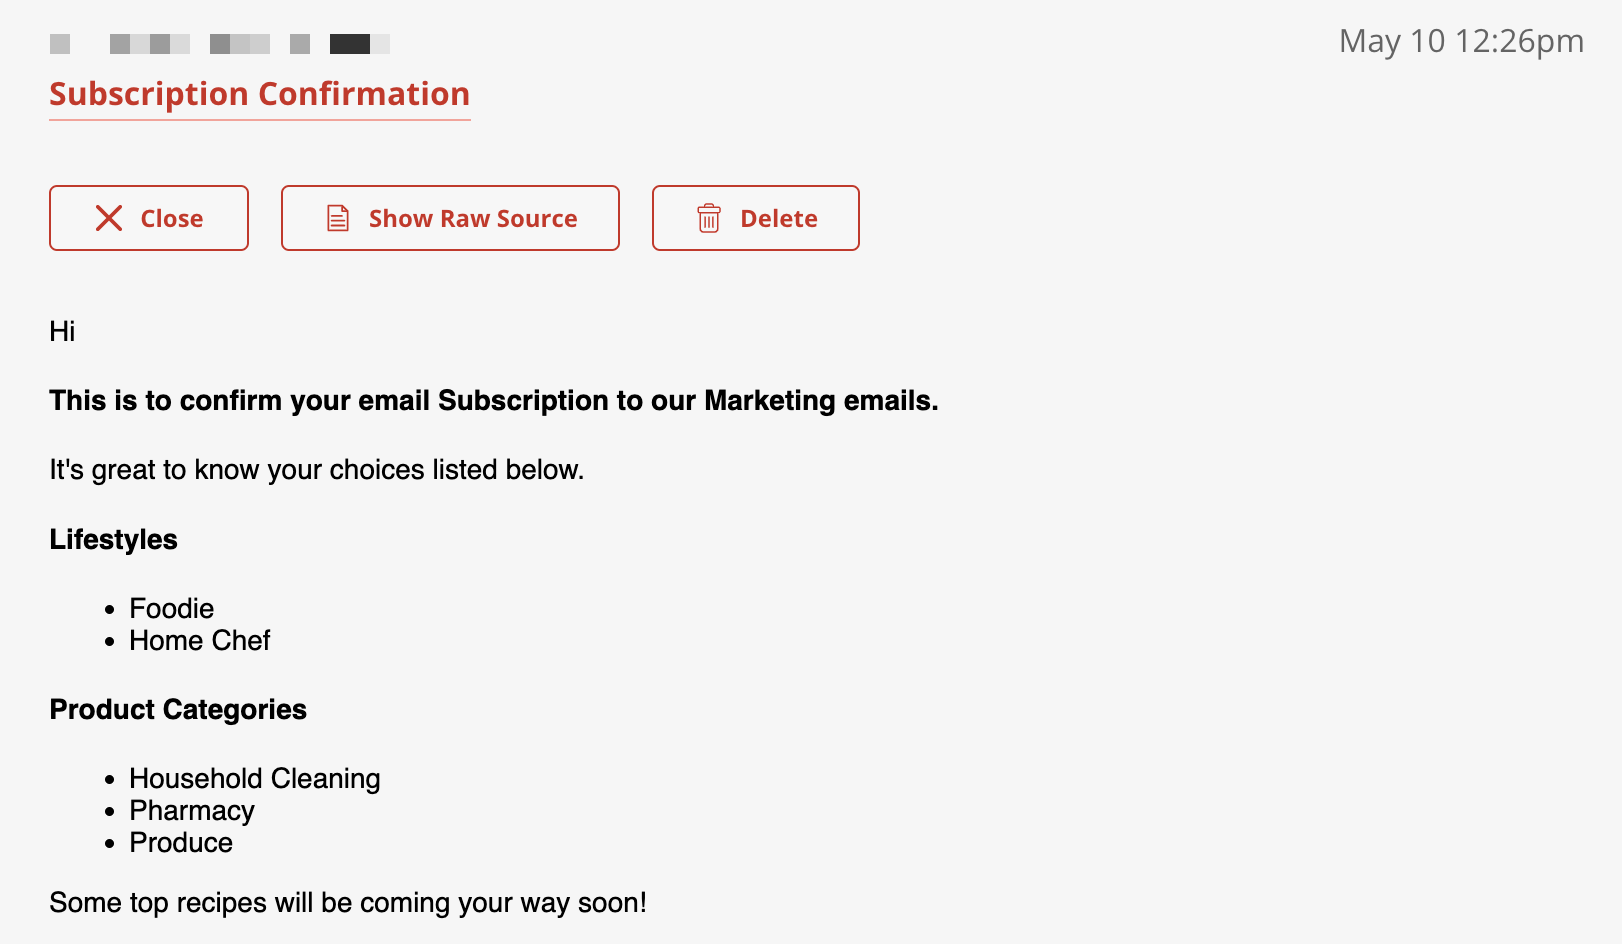 May 10 12:26pm
Subscription Confirmation
Close
Show Raw Source
Delete
Hi
This is to confirm your email Subscription to our Marketing emails.
It's great to know your choices listed below.
Lifestyles
• Foodie
• Home Chef
Product Categories
• Household Cleaning
• Pharmacy
• Produce
Some top recipes will be coming your way soon!